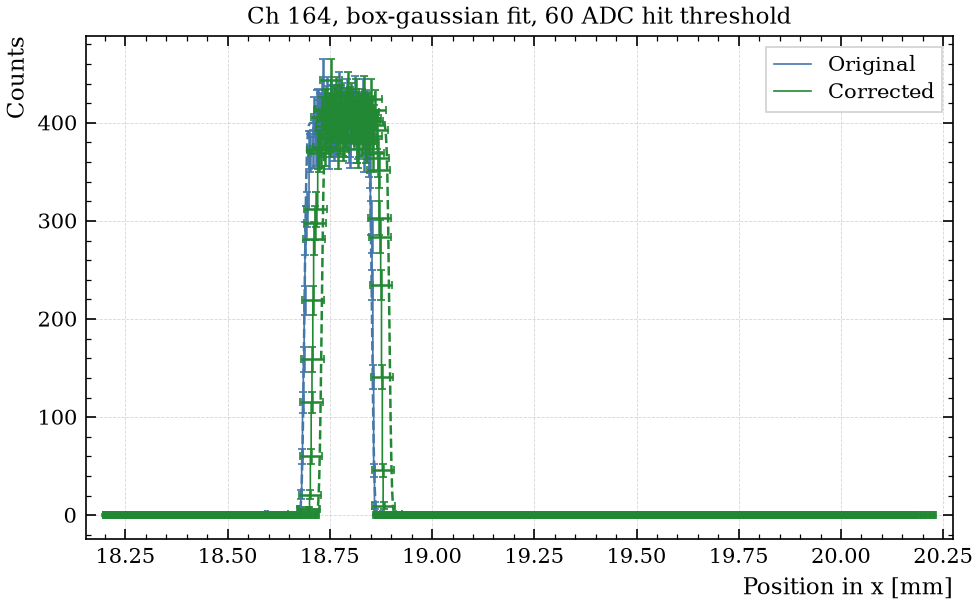 Ch 164, box-gaussian fit, 60 ADC hit threshold
Counts
Original
Corrected
400
300
200
100
0
18.25 18.50 18.75 19.00 19.25 19.50 19.75 20.00 20.25
Position in x [mm]